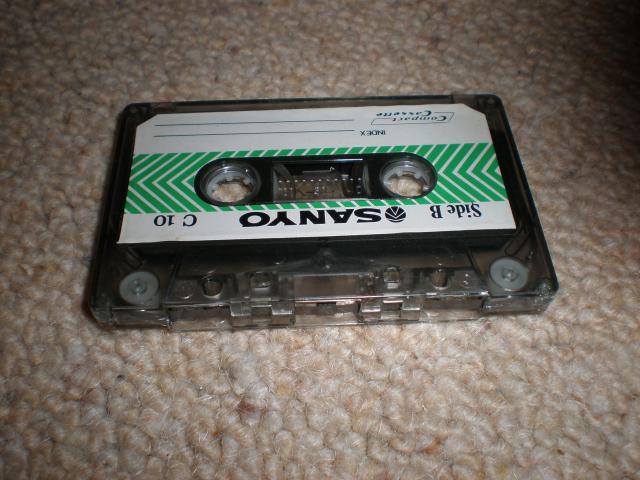 Side B
SANYO
C 10
INDEX
Compact
Cassette